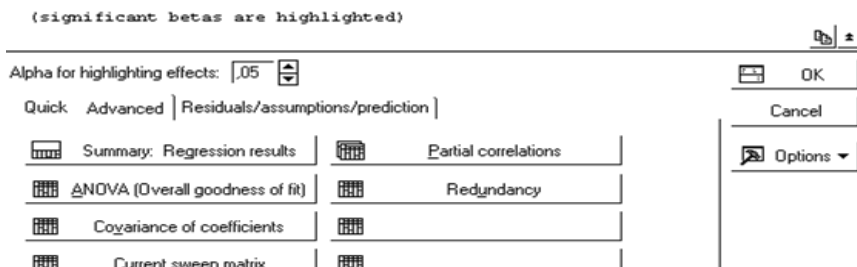 (significant betas are highlighted)
Alpha for highlighting effects: ,05
OK
Quick Advanced Residuals/assumptions/prediction
Cancel
Summary: Regression results Partial correlations
Options
ANOVA (Overall goodness of fit) Redundancy
Covariance of coefficients
Current sweep matrix